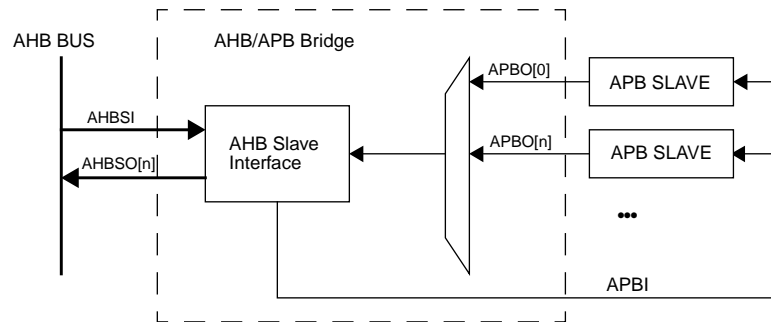 AHB BUS
AHB/APB Bridge
APBO[0]
APB SLAVE
AHBSI
AHB Slave
Interface
APBO[n]
APB SLAVE
AHBSO[n]
•••
APBI